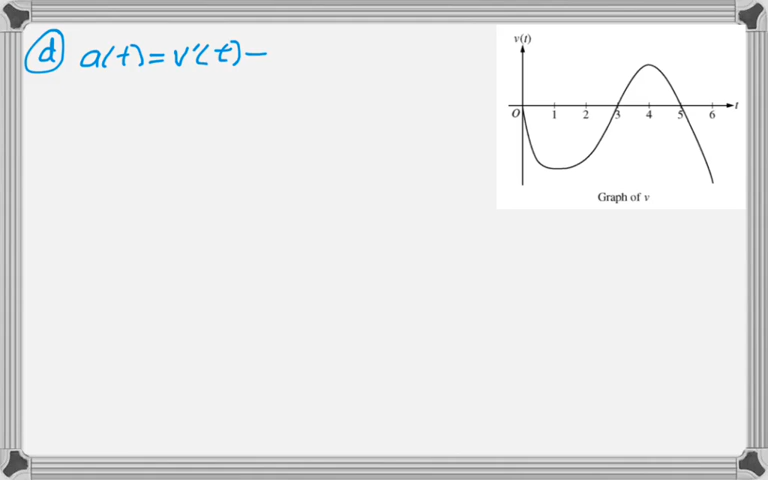 (d) a(t) = v'(t) –
v(t)
O 1 2 3 4 5 6 t
Graph of v